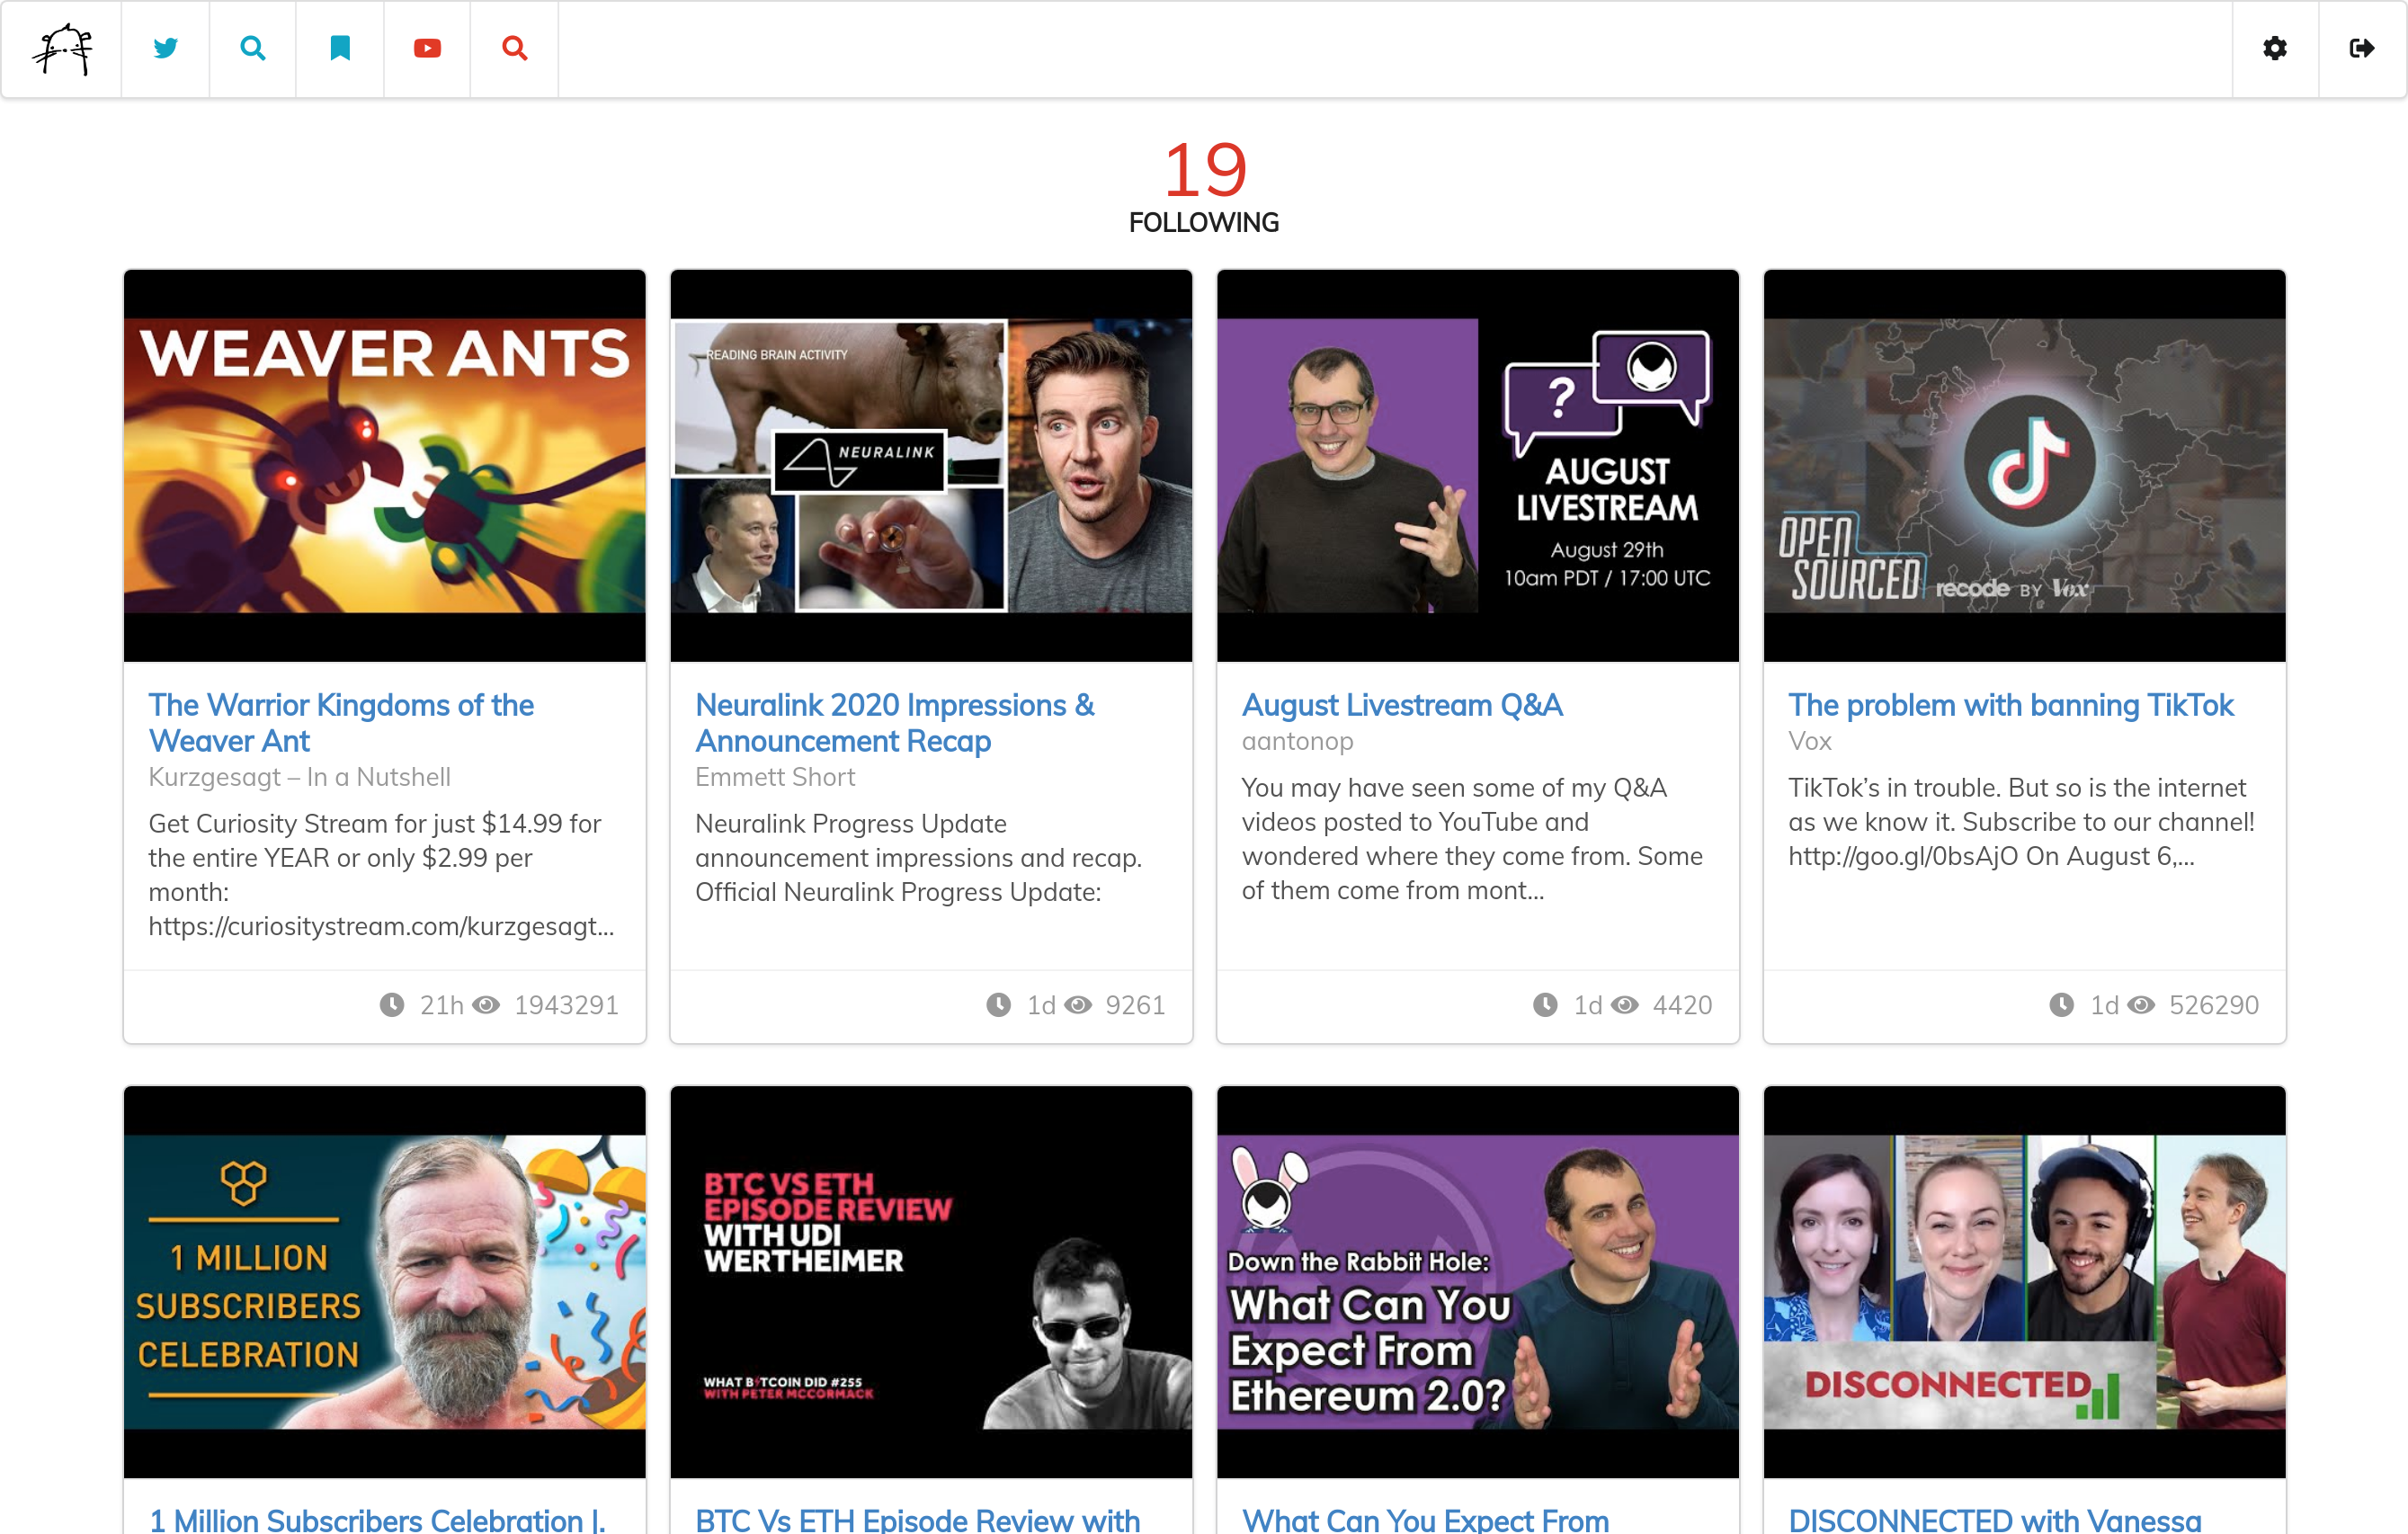 19
FOLLOWING
WEAVER ANTS
The Warrior Kingdoms of the
Weaver Ant
Kurzgesagt – In a Nutshell
Get Curiosity Stream for just $14.99 for
the entire YEAR or only $2.99 per
month:
https://curiositystream.com/kurzgesagt...
21h 1943291
READING BRAIN ACTIVITY
NEURALINK
Neuralink 2020 Impressions &
Announcement Recap
Emmett Short
Neuralink Progress Update
announcement impressions and recap.
Official Neuralink Progress Update:
1d 9261
?
AUGUST
LIVESTREAM
August 29th
10am PDT / 17:00 UTC
August Livestream Q&A
aantonop
You may have seen some of my Q&A
videos posted to YouTube and
wondered where they come from. Some
of them come from mont...
1d 4420
OPEN
SOURCED
recode BY Vox
The problem with banning TikTok
Vox
TikTok’s in trouble. But so is the internet
as we know it. Subscribe to our channel!
http://goo.gl/0bsAjO On August 6,...
1d 526290
1 MILLION
SUBSCRIBERS
CELEBRATION
1 Million Subscribers Celebration |.
BTC VS ETH
EPISODE REVIEW
WITH UDI
WERTHEIMER
WHAT BITCOIN DID #255
WITH PETER MCCORMACK
BTC Vs ETH Episode Review with
Down the Rabbit Hole:
What Can You
Expect From
Ethereum 2.0?
What Can You Expect From
DISCONNECTED
DISCONNECTED with Vanessa